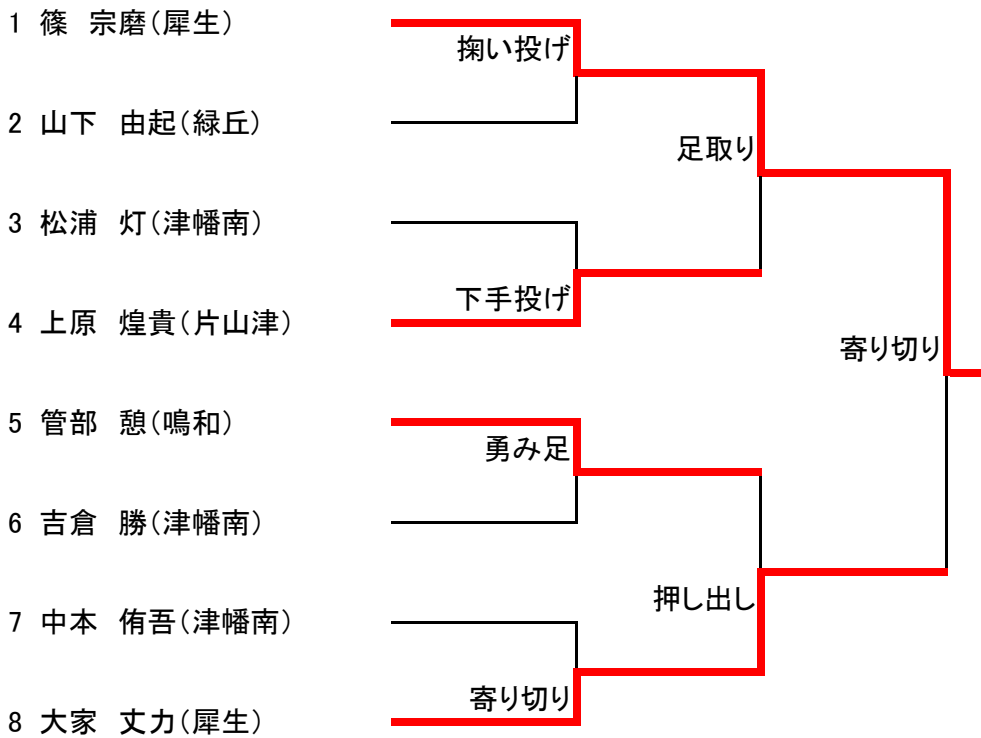 1 篠 宗磨(犀生)
掬い投げ
2 山下 由起(緑丘)
足取り
3 松浦 灯(津幡南)
下手投げ
4 上原 煌貴(片山津)
寄り切り
5 管部 憩(鳴和)
勇み足
6 吉倉 勝(津幡南)
押し出し
7 中本 侑吾(津幡南)
寄り切り
8 大家 丈力(犀生)